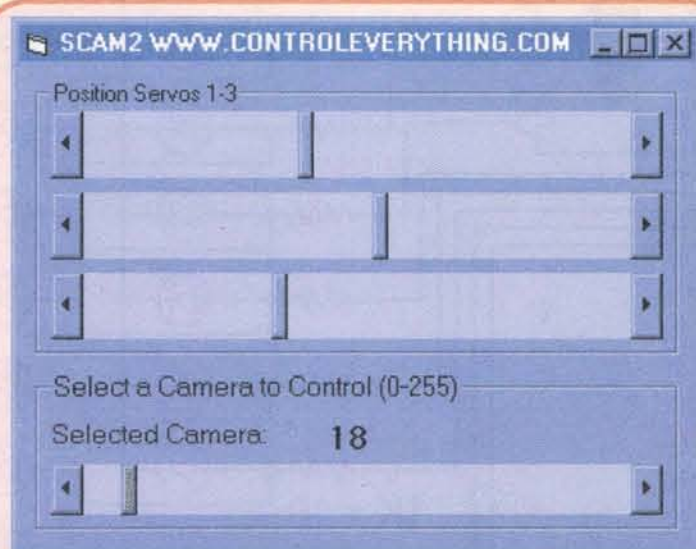 SCAM2 WWW.CONTROLEVERYTHING.COM
Position Servos 1-3
Select a Camera to Control (0-255)
Selected Camera: 18